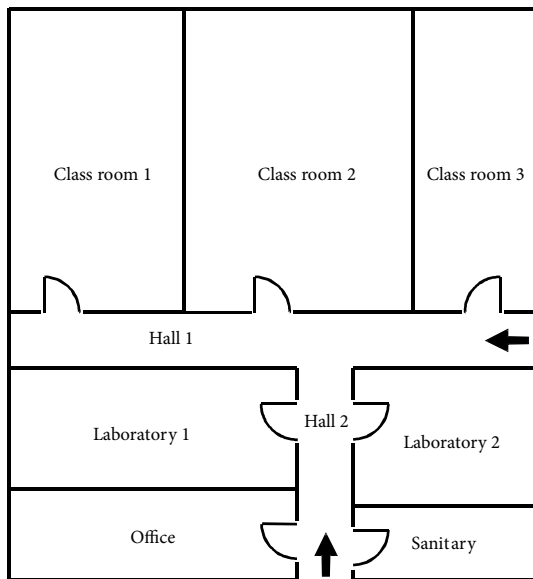 Class room 1
Class room 2
Class room 3
Hall 1
Hall 2
Laboratory 1
Laboratory 2
Office
Sanitary